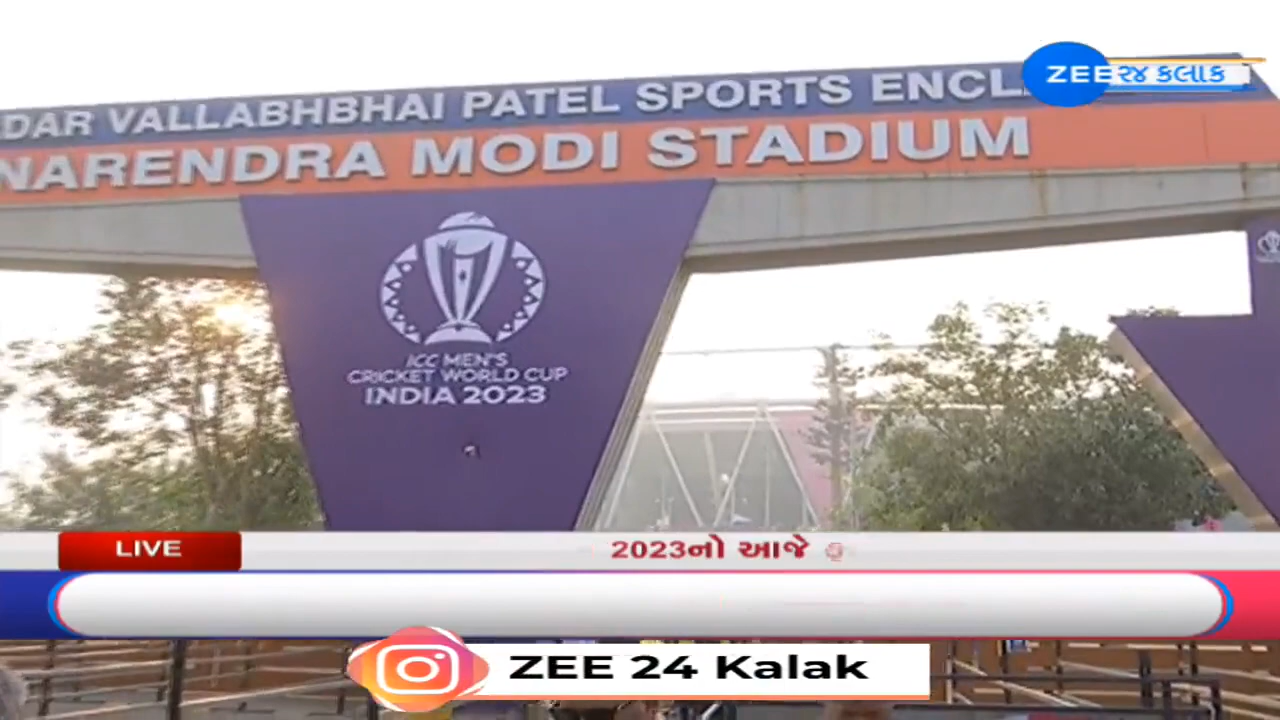 DAR VALLABHBHAI PATEL SPORTS ENCL
ZEE ૨૪ કલાક
NARENDRA MODI STADIUM
ICC MEN'S
CRICKET WORLD CUP
INDIA 2023
LIVE
2023નો આજે
ZEE 24 Kalak